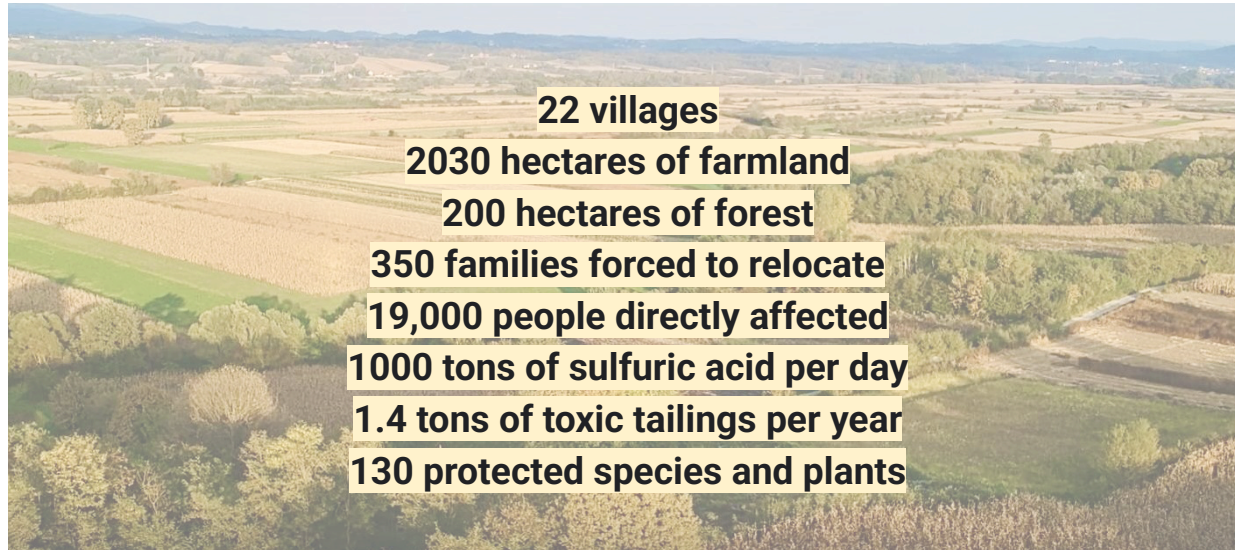 22 villages
2030 hectares of farmland
200 hectares of forest
350 families forced to relocate
19,000 people directly affected
1000 tons of sulfuric acid per day
1.4 tons of toxic tailings per year
130 protected species and plants